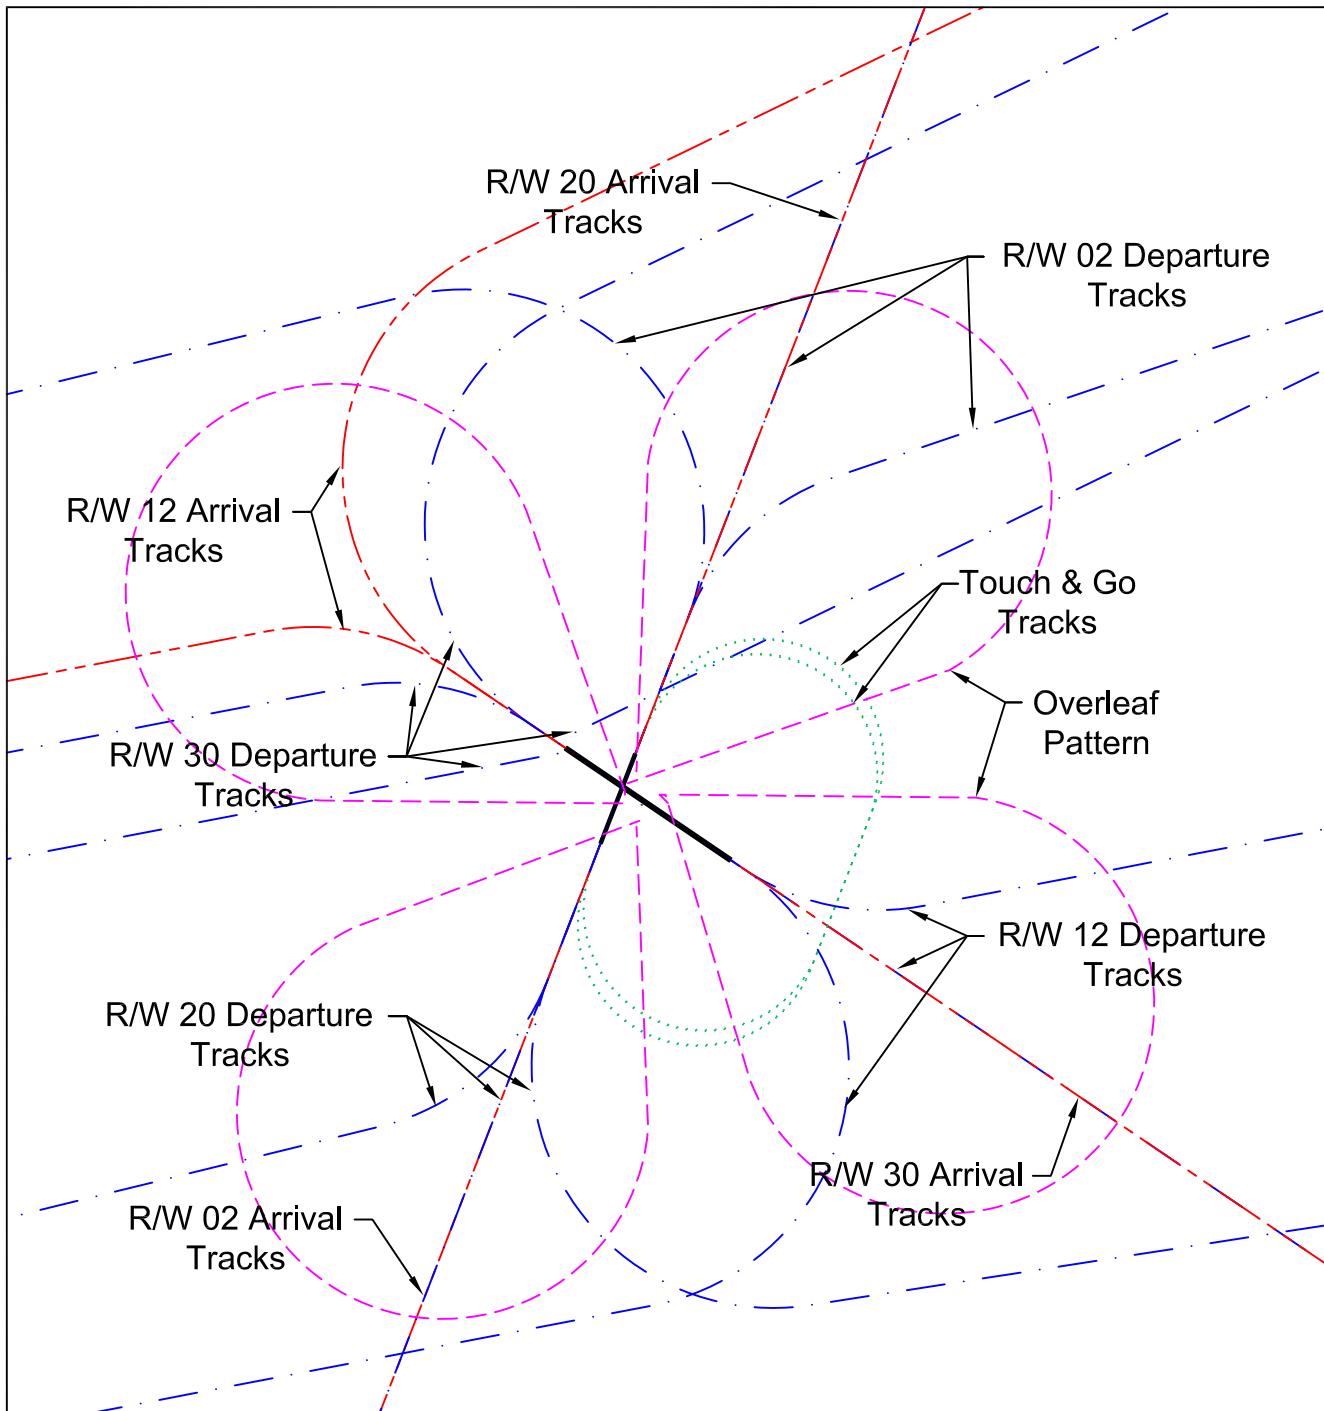 R/W 20 Arrival
Tracks
R/W 02 Departure
Tracks
R/W 12 Arrival
Tracks
Touch & Go
Tracks
Overleaf
Pattern
R/W 30 Departure
Tracks
R/W 12 Departure
Tracks
R/W 20 Departure
Tracks
R/W 30 Arrival
Tracks
R/W 02 Arrival
Tracks